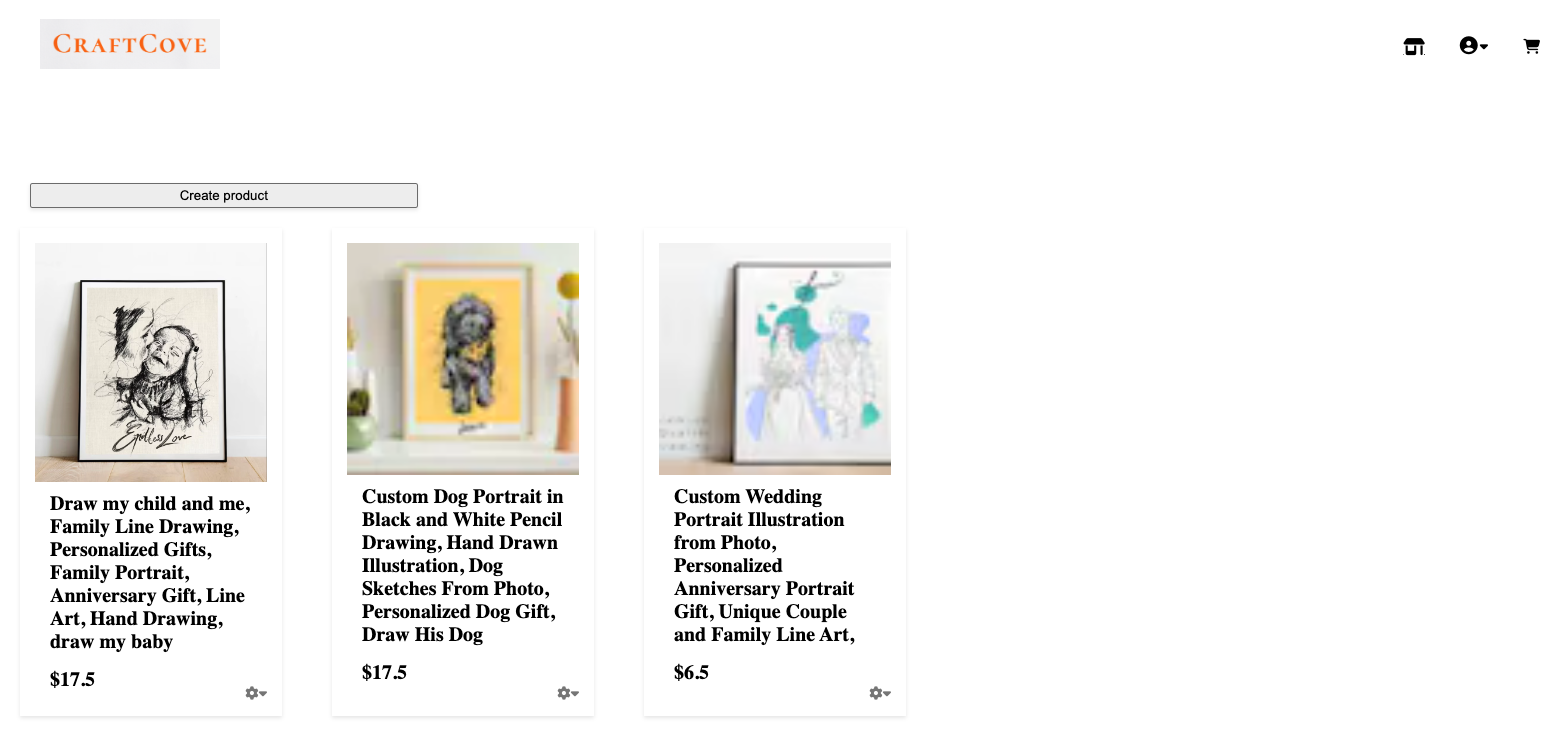 CRAFTCOVE
Create product
Endless Love
Draw my child and me,
Family Line Drawing,
Personalized Gifts,
Family Portrait,
Anniversary Gift, Line
Art, Hand Drawing,
draw my baby
$17.5
Custom Dog Portrait in
Black and White Pencil
Drawing, Hand Drawn
Illustration, Dog
Sketches From Photo,
Personalized Dog Gift,
Draw His Dog
$17.5
Custom Wedding
Portrait Illustration
from Photo,
Personalized
Anniversary Portrait
Gift, Unique Couple
and Family Line Art,
$6.5